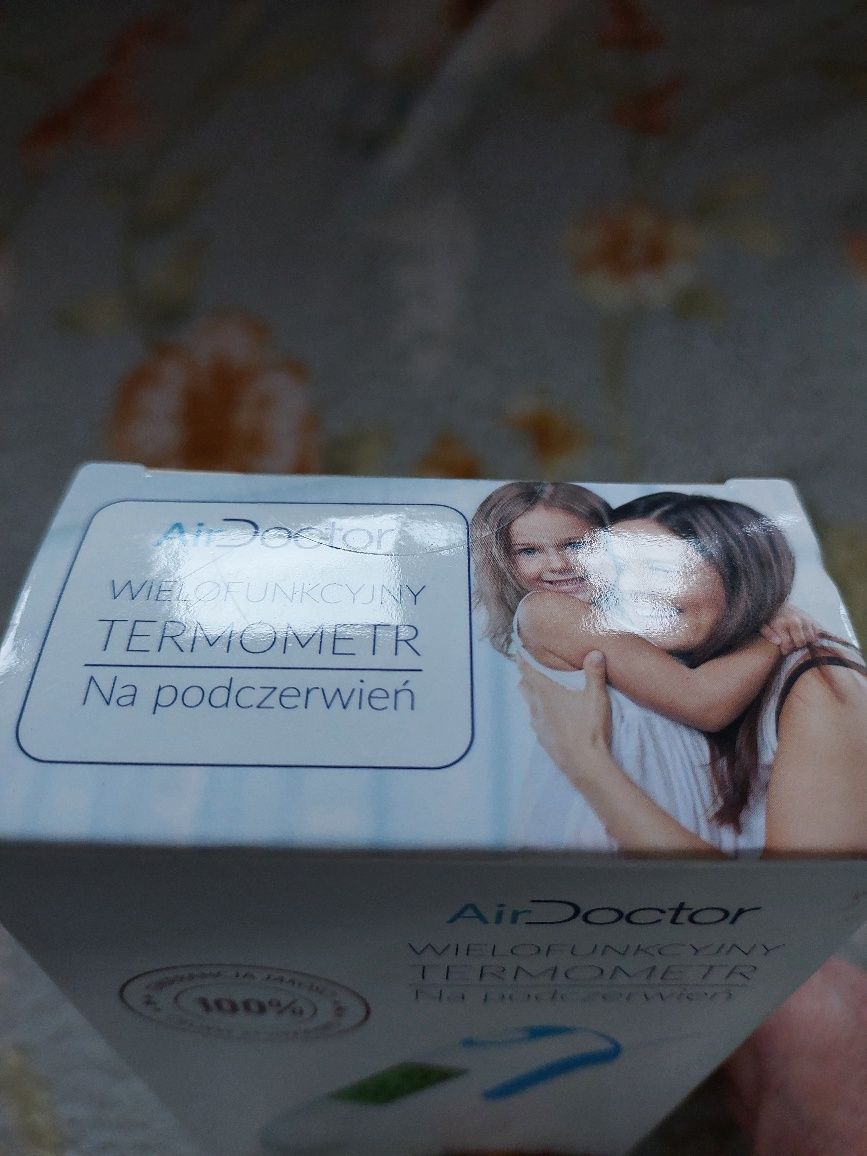 AirDoctor
WIELOFUNKCYJNY
TERMOMETR
Na podczerwień
AirDoctor
WIELOFUNKCYJNY
TERMOMETR
Na podczerwień
100%